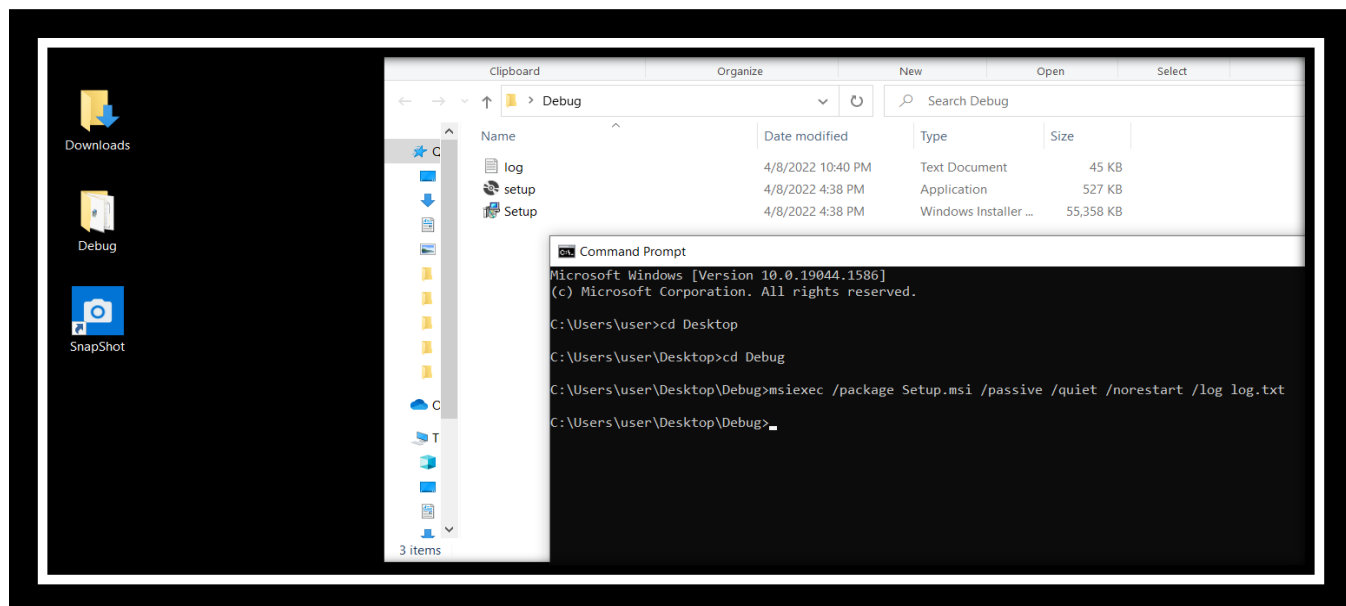 Downloads
Debug
SnapShot
Clipboard Organize New Open Select
Debug Search Debug
Name Date modified Type Size
log 4/8/2022 10:40 PM Text Document 45 KB
setup 4/8/2022 4:38 PM Application 527 KB
Setup 4/8/2022 4:38 PM Windows Installer ... 55,358 KB
3 items
Command Prompt
Microsoft Windows [Version 10.0.19044.1586]
(c) Microsoft Corporation. All rights reserved.
C:\Users\user>cd Desktop
C:\Users\user\Desktop>cd Debug
C:\Users\user\Desktop\Debug>msiexec /package Setup.msi /passive /quiet /norestart /log log.txt
C:\Users\user\Desktop\Debug>